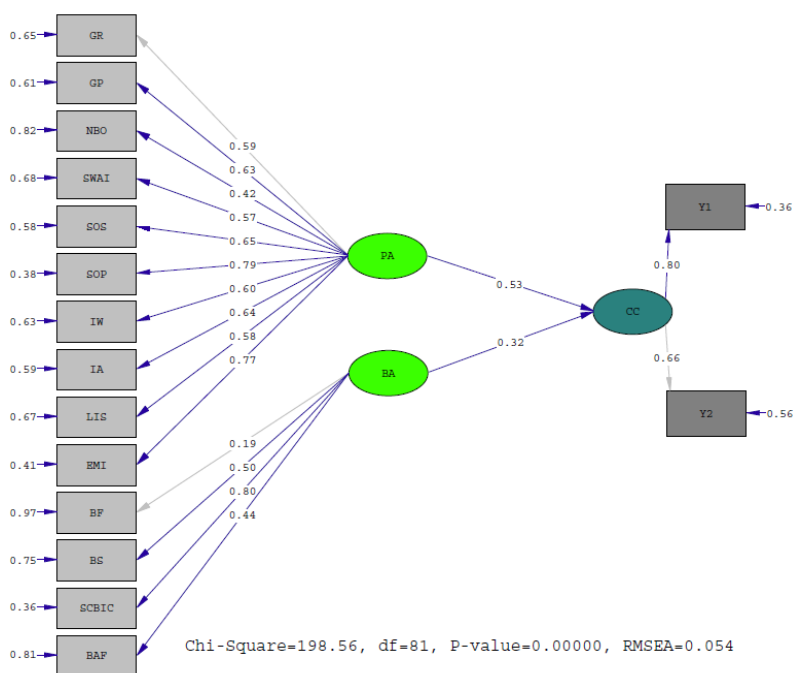 0.65 GR
0.61 GP
0.82 NBO
0.68 SWAI
0.58 SOS
0.38 SOP
0.63 IW
0.59 IA
0.67 LIS
0.41 EMI
0.97 BF
0.75 BS
0.36 SCBIC
0.81 BAF
0.59
0.63
0.42
0.57
0.65
0.79
0.60
0.64
0.58
0.77
0.19
0.50
0.80
0.44
PA
BA
0.53
0.32
CC
0.80
0.66
Y1 0.36
Y2 0.56
Chi-Square=198.56, df=81, P-value=0.00000, RMSEA=0.054